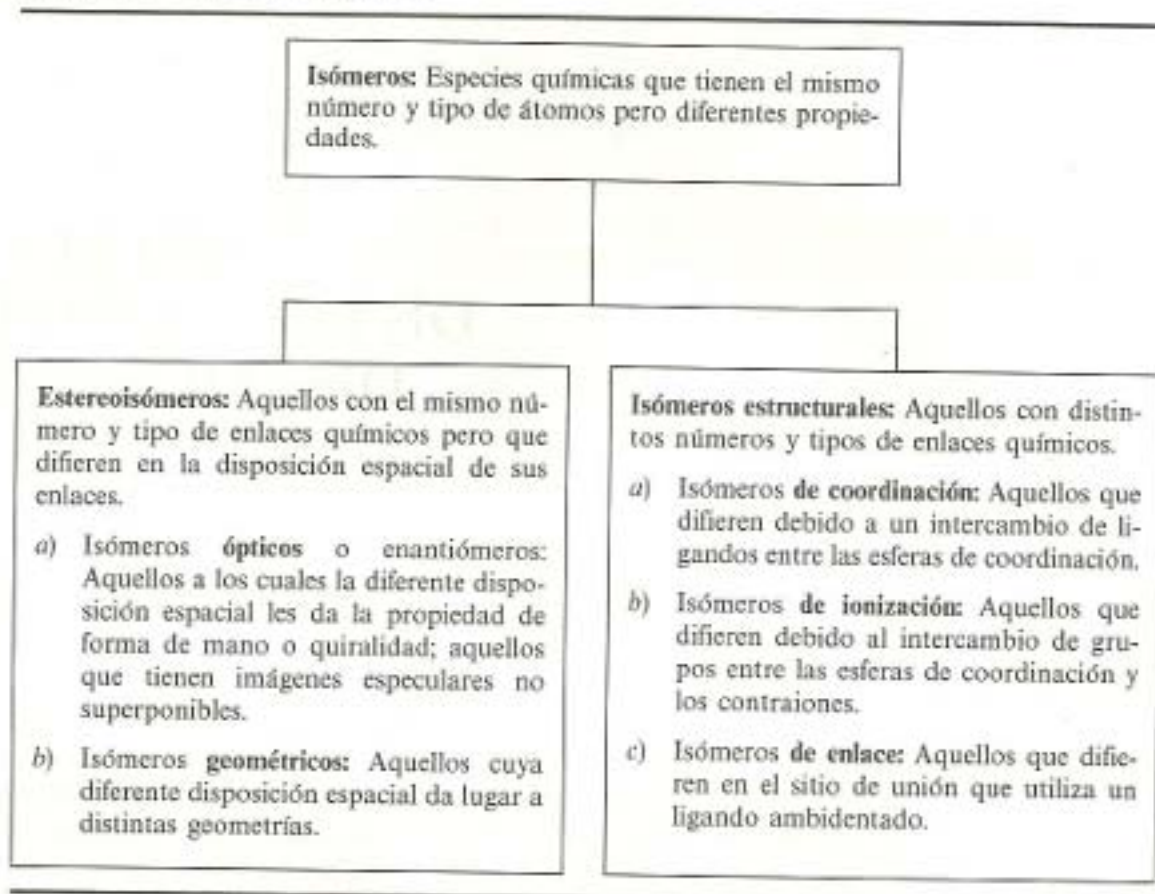 Isómeros: Especies químicas que tienen el mismo
número y tipo de átomos pero diferentes propie-
dades.
Estereoisómeros: Aquellos con el mismo nú-
mero y tipo de enlaces químicos pero que
difieren en la disposición espacial de sus
enlaces.
a) Isómeros ópticos o enantiómeros:
Aquellos a los cuales la diferente dispo-
sición espacial les da la propiedad de
forma de mano o quiralidad; aquellos
que tienen imágenes especulares no
superponibles.
b) Isómeros geométricos: Aquellos cuya
diferente disposición espacial da lugar a
distintas geometrías.
Isómeros estructurales: Aquellos con distin-
tos números y tipos de enlaces químicos.
a) Isómeros de coordinación: Aquellos que
difieren debido a un intercambio de li-
gandos entre las esferas de coordinación.
b) Isómeros de ionización: Aquellos que
difieren debido al intercambio de gru-
pos entre las esferas de coordinación y
los contraiones.
c) Isómeros de enlace: Aquellos que difie-
ren en el sitio de unión que utiliza un
ligando ambidentado.